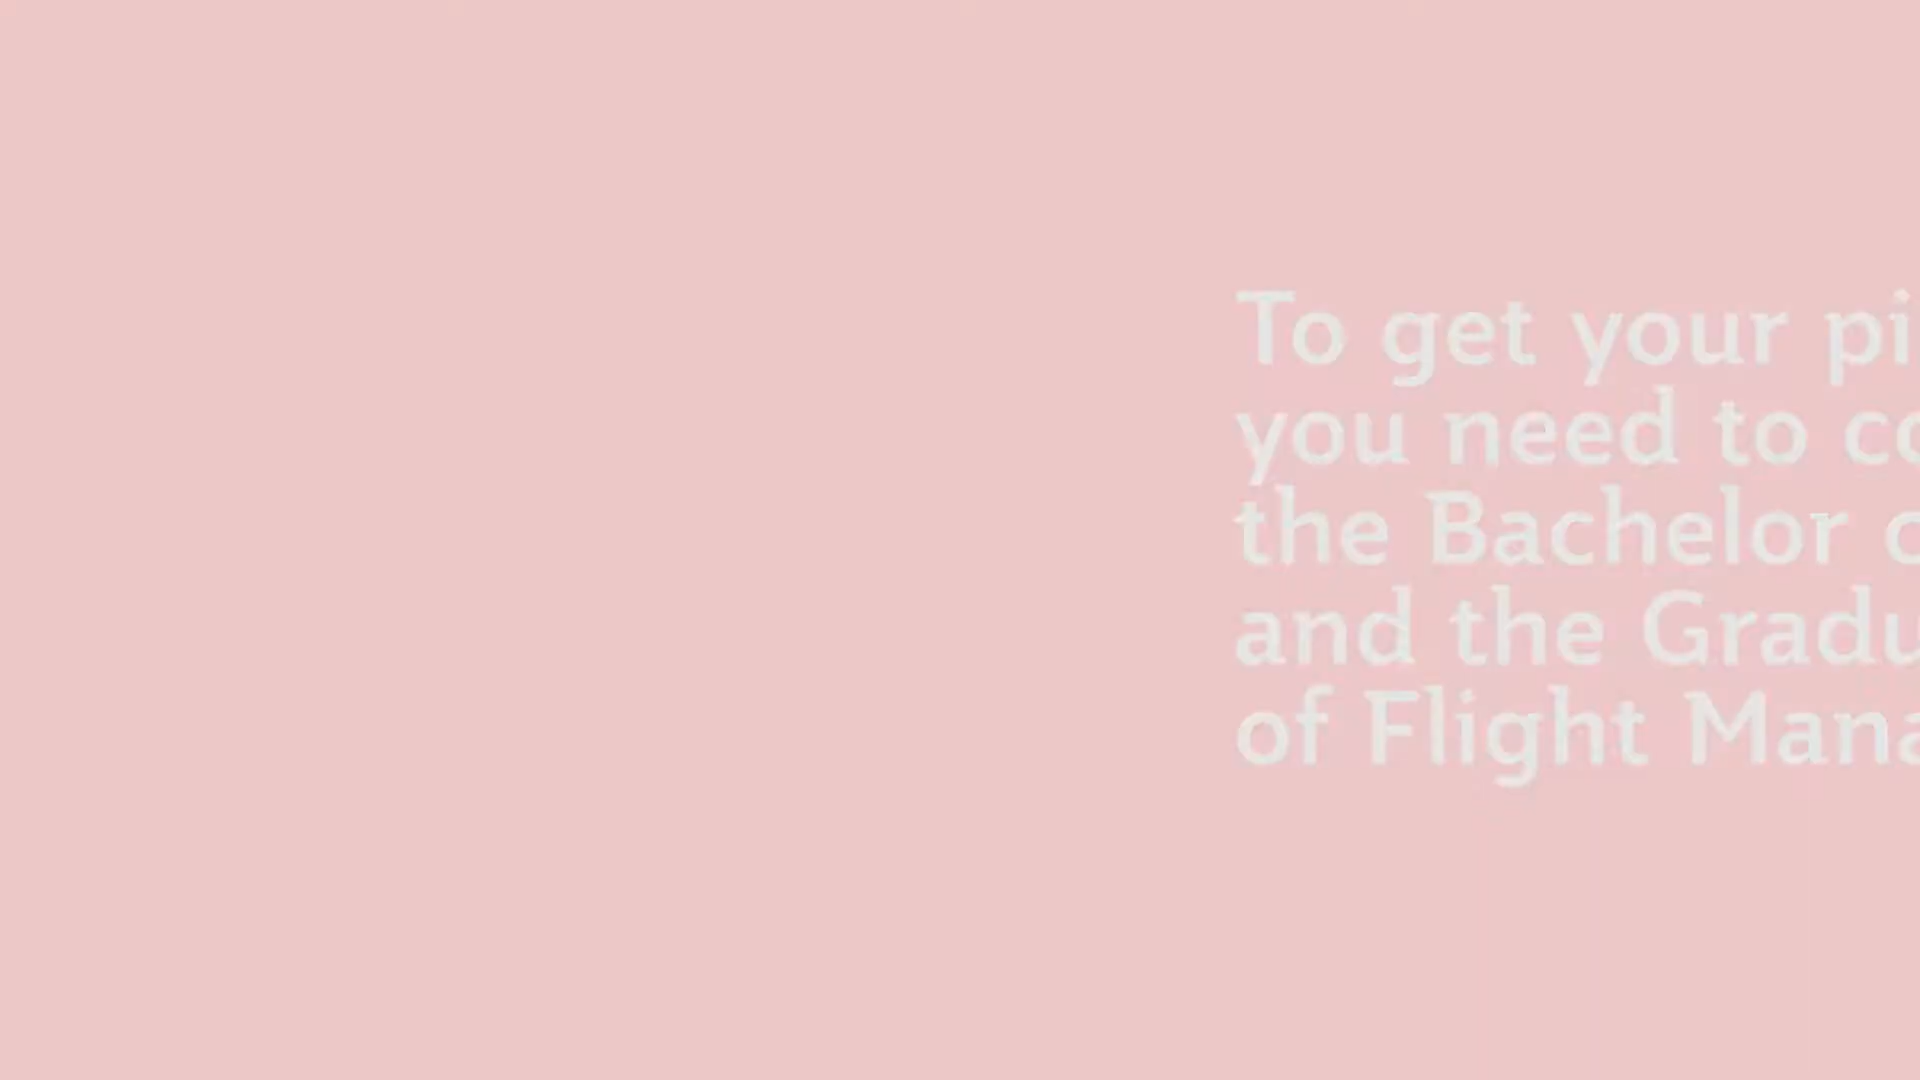 To get your pi
you need to co
the Bachelor o
and the Gradu
of Flight Mana